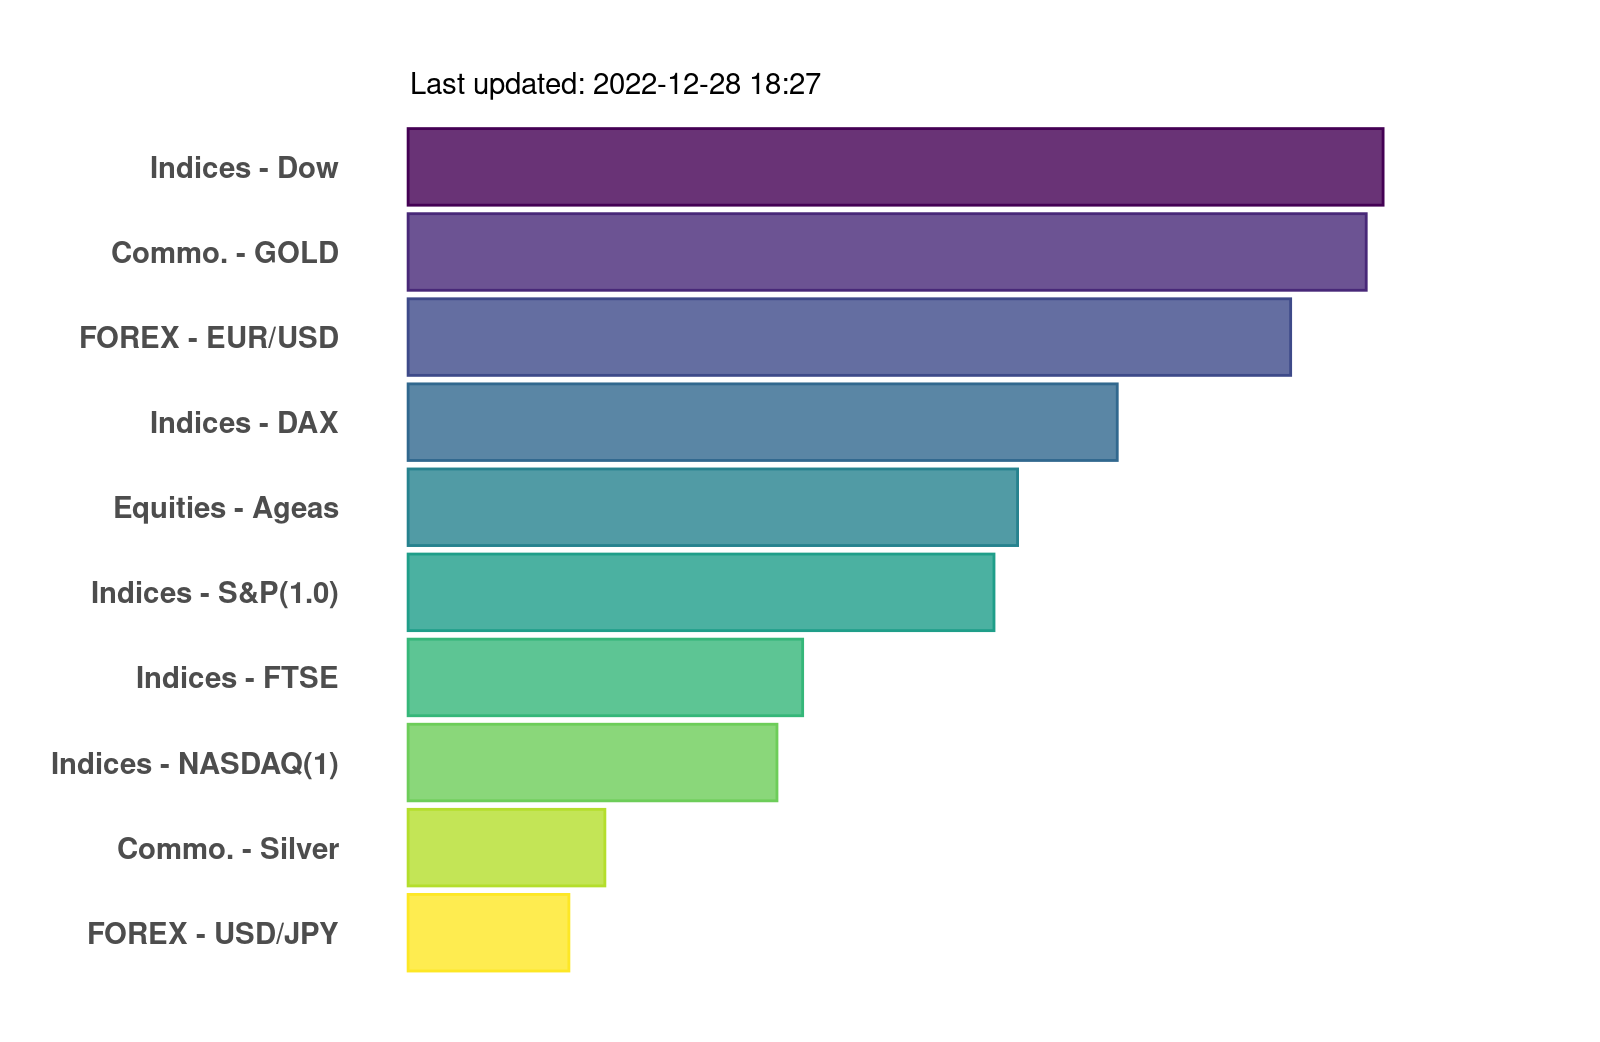 Last updated: 2022-12-28 18:27
Indices - Dow
Commo. - GOLD
FOREX - EUR/USD
Indices - DAX
Equities - Ageas
Indices - S&P(1.0)
Indices - FTSE
Indices - NASDAQ(1)
Commo. - Silver
FOREX - USD/JPY